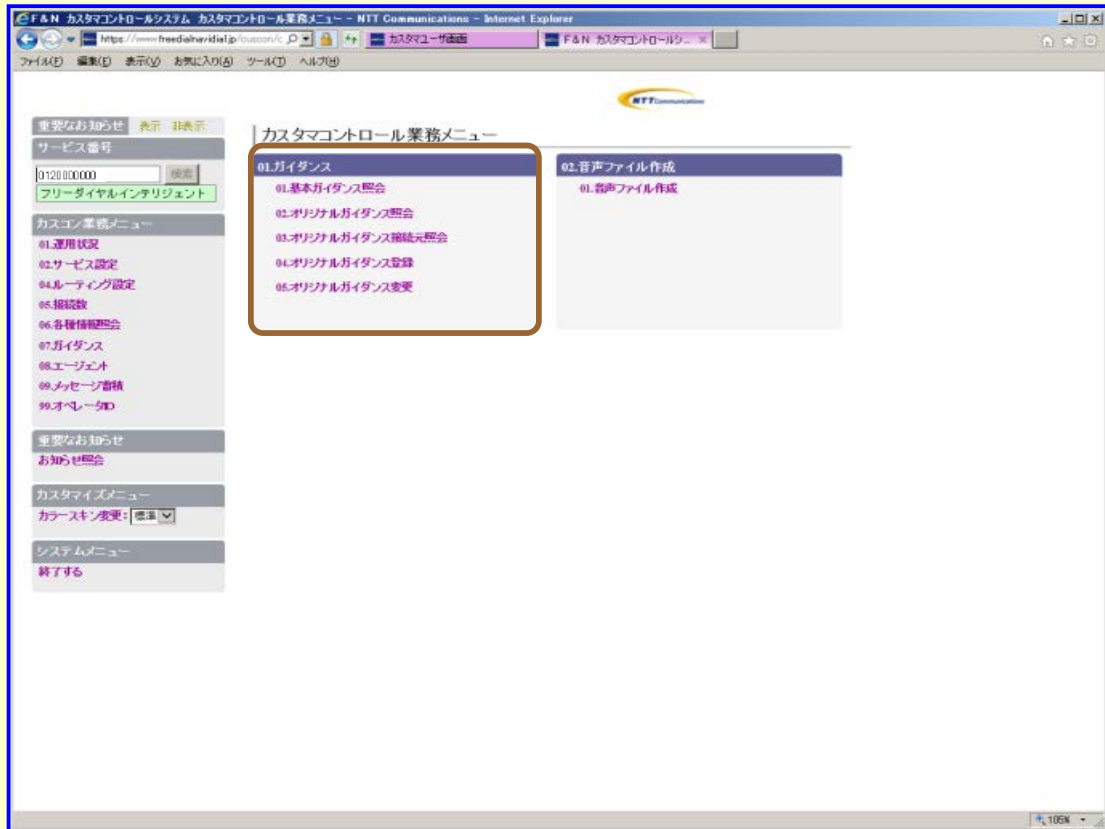 F&N カスタマコントロールシステム カスタマコントロール業務メニュー - NTT Communications - Internet Explorer
https://www.freedialnavidial.jp/cuscon/c
カスタマユーザ画面
F&N カスタマコントロールシ...
ファイル(F) 編集(E) 表示(V) お気に入り(A) ツール(T) ヘルプ(H)
NTT Communications
重要なお知らせ 表示 非表示
サービス番号
0120000000 検索
フリーダイヤルインテリジェント
カスコン業務メニュー
01.運用状況
02.サービス設定
04.ルーティング設定
05.接続数
06.各種情報照会
07.ガイダンス
08.エージェント
09.メッセージ蓄積
99.オペレータID
重要なお知らせ
お知らせ照会
カスタマイズメニュー
カラースキン変更: 標準
システムメニュー
終了する
カスタマコントロール業務メニュー
01.ガイダンス
01.基本ガイダンス照会
02.オリジナルガイダンス照会
03.オリジナルガイダンス接続元照会
04.オリジナルガイダンス登録
05.オリジナルガイダンス変更
02.音声ファイル作成
01.音声ファイル作成
105%